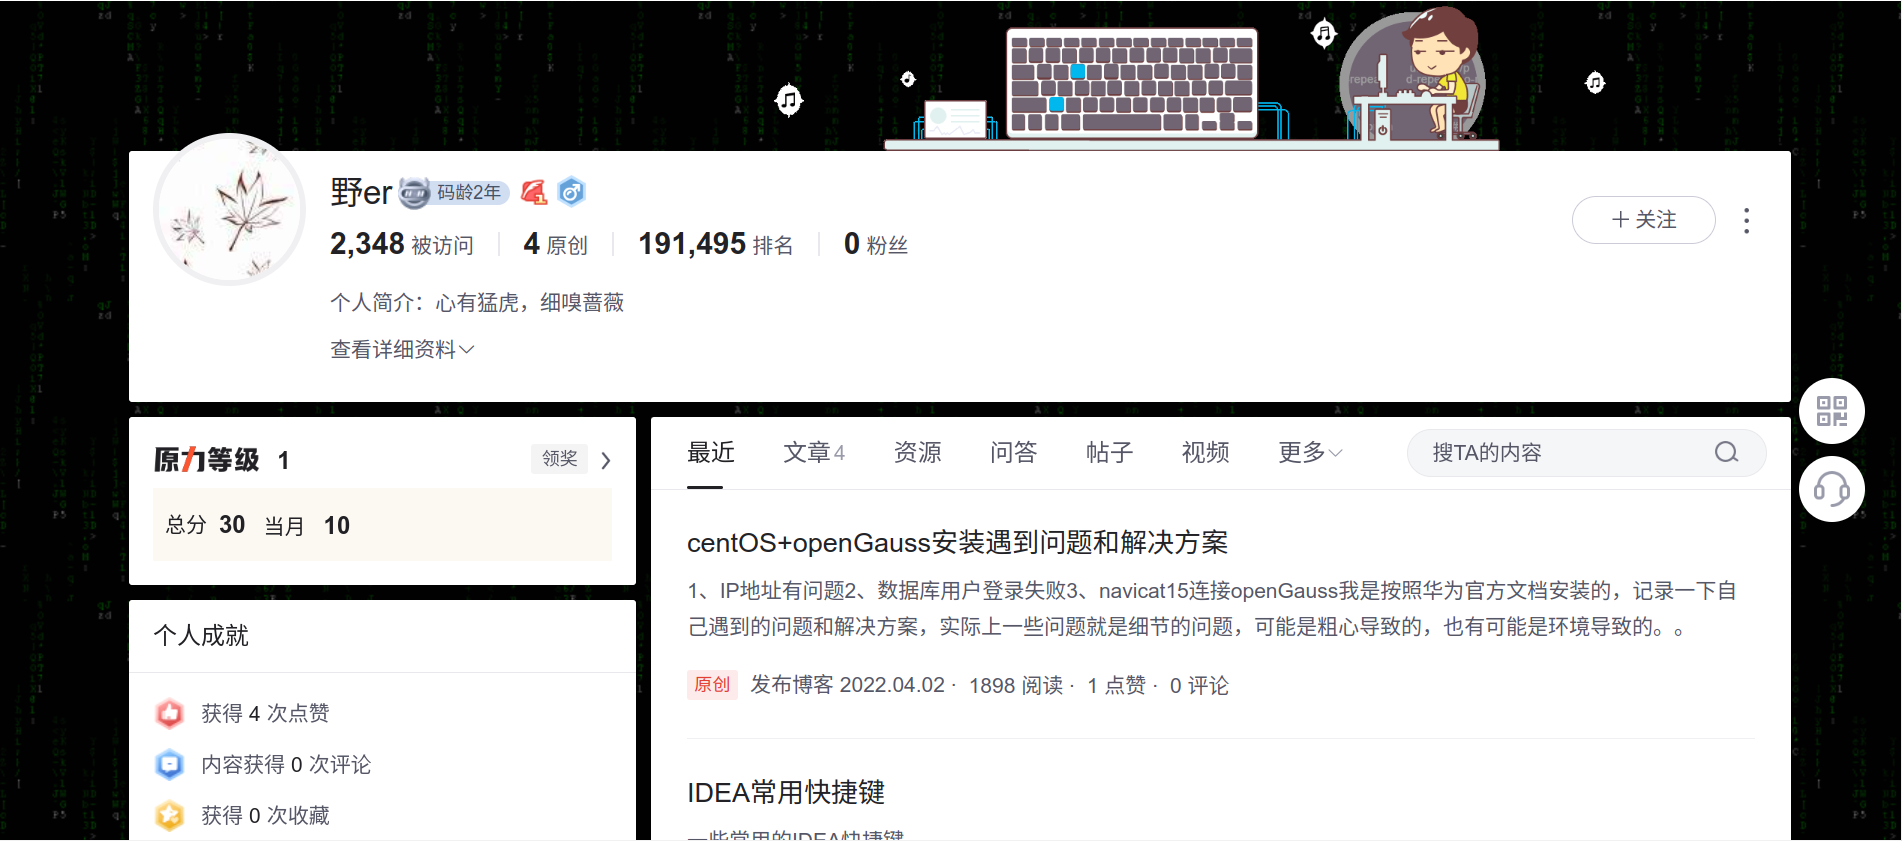 野er 码龄2年
2,348 被访问 4 原创 191,495 排名 0 粉丝
个人简介：心有猛虎，细嗅蔷薇
查看详细资料
+ 关注
原力等级 1 领奖
总分 30 当月 10
个人成就
获得 4 次点赞
内容获得 0 次评论
获得 0 次收藏
最近 文章4 资源 问答 帖子 视频 更多 搜TA的内容
centOS+openGauss安装遇到问题和解决方案
1、IP地址有问题2、数据库用户登录失败3、navicat15连接openGauss我是按照华为官方文档安装的，记录一下自
己遇到的问题和解决方案，实际上一些问题就是细节的问题，可能是粗心导致的，也有可能是环境导致的。。
原创 发布博客 2022.04.02 · 1898 阅读 · 1 点赞 · 0 评论
IDEA常用快捷键
一些常用的IDEA快捷键